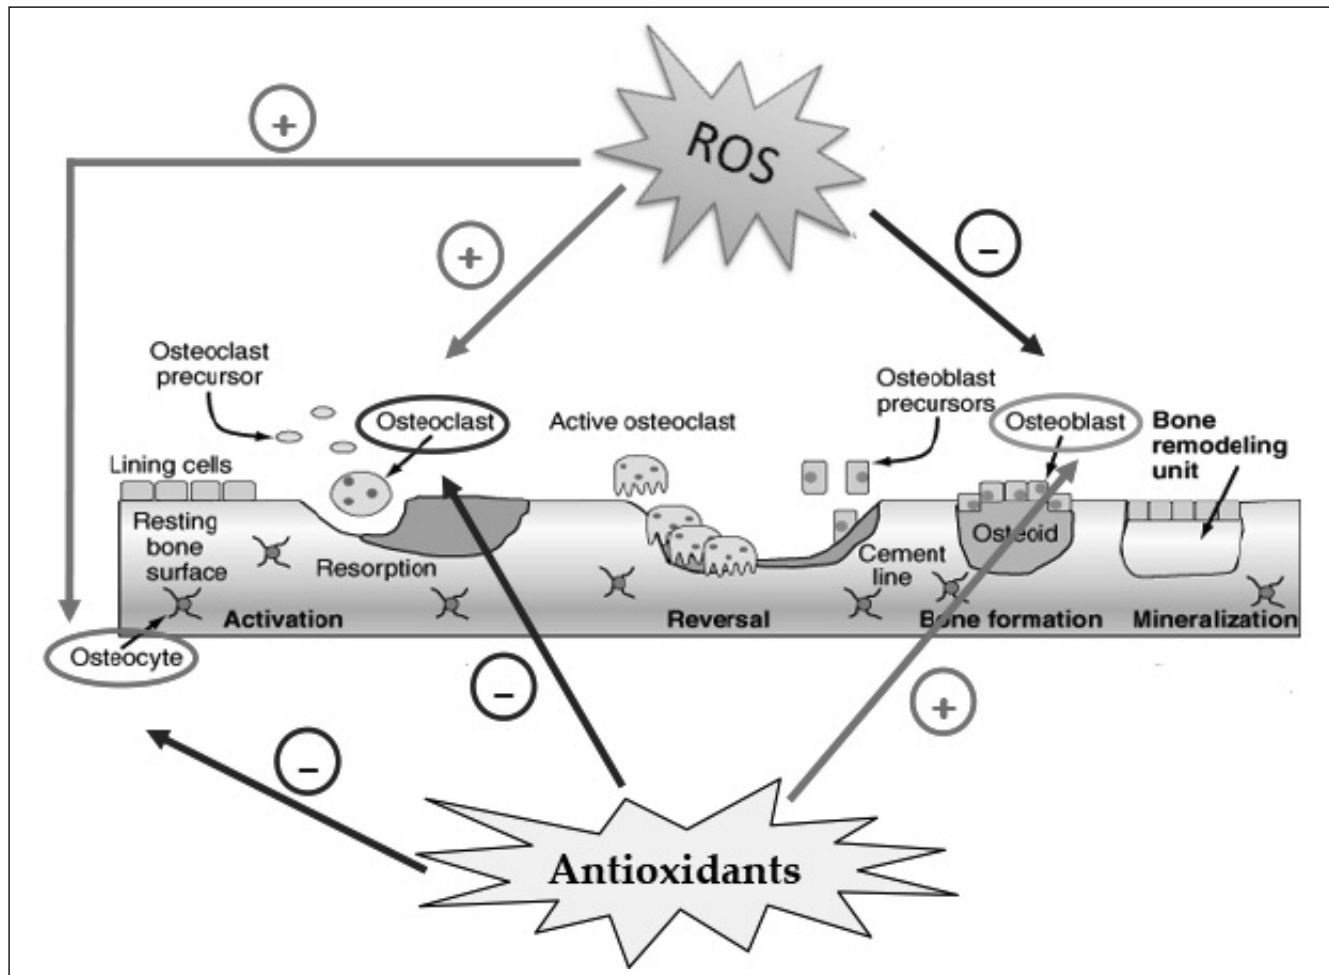 +
ROS
+
−
Osteoclast
precursor
Osteoclast
Active osteoclast
Osteoblast
precursors
Osteoblast
Bone
remodeling
unit
Lining cells
Resting
bone
surface
Resorption
Cement
line
Osteoid
Activation
Reversal
Bone formation
Mineralization
Osteocyte
−
+
−
Antioxidants